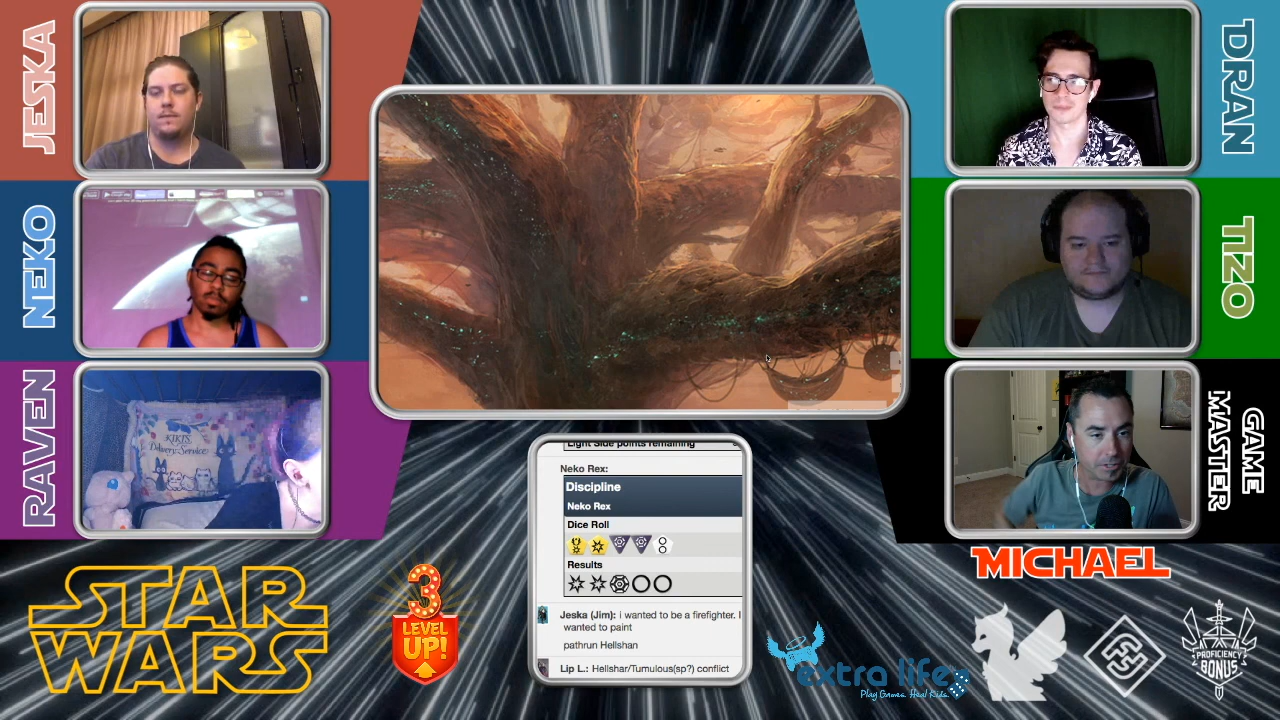 JESKA
NEKO
RAVEN
KIKI'S
Delivery Service
DRAN
TIZO
GAME
MASTER
MICHAEL
Light Side points remaining
Neko Rex:
Discipline
Neko Rex
Dice Roll
Results
Jeska (Jim): i wanted to be a firefighter. I
wanted to paint
pathrun Hellshan
Lip L.: Hellshar/Tumulous(sp?) conflict
STAR
WARS
3
LEVEL
UP!
extra life
Play Games. Heal Kids.
PROFICIENCY
BONUS